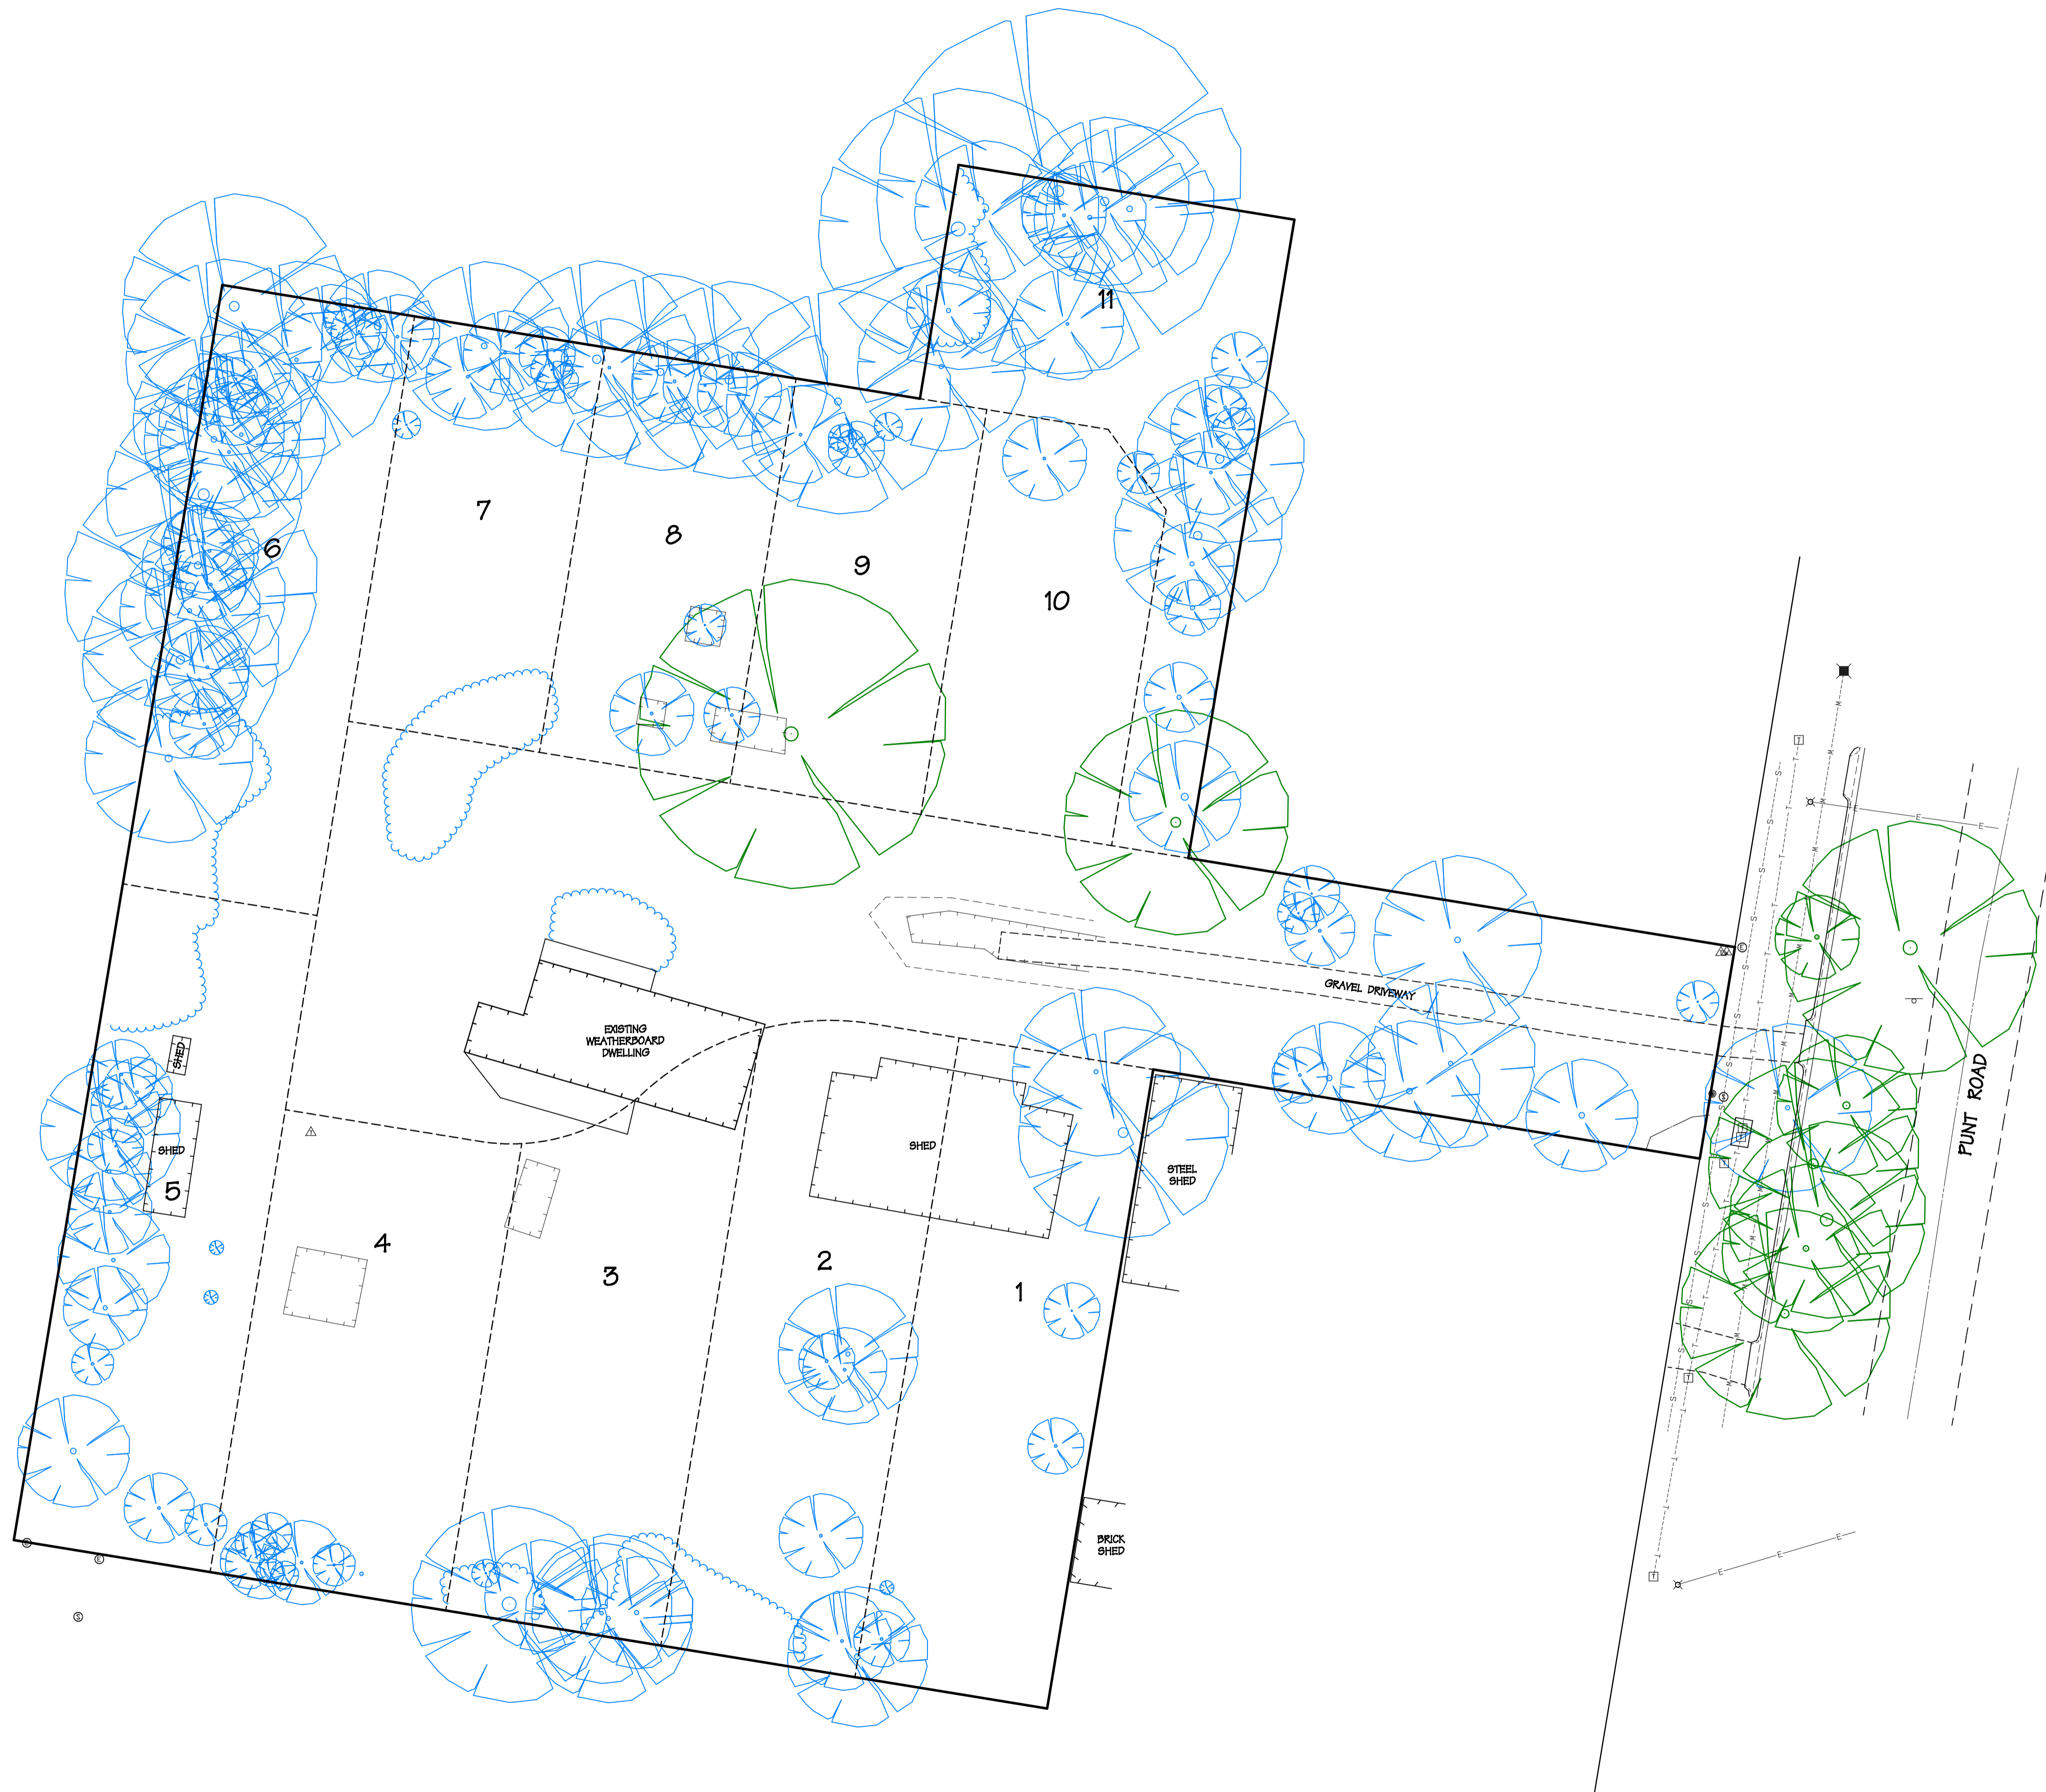 11
6
7
8
9
10
GRAVEL DRIVEWAY
EXISTING
WEATHERBOARD
DWELLING
SHED
SHED
SHED
STEEL
SHED
5
4
3
2
1
BRICK
SHED
PUNT ROAD
T
T
T
T
E
E
E
S
S
E
E
E
E
E
E